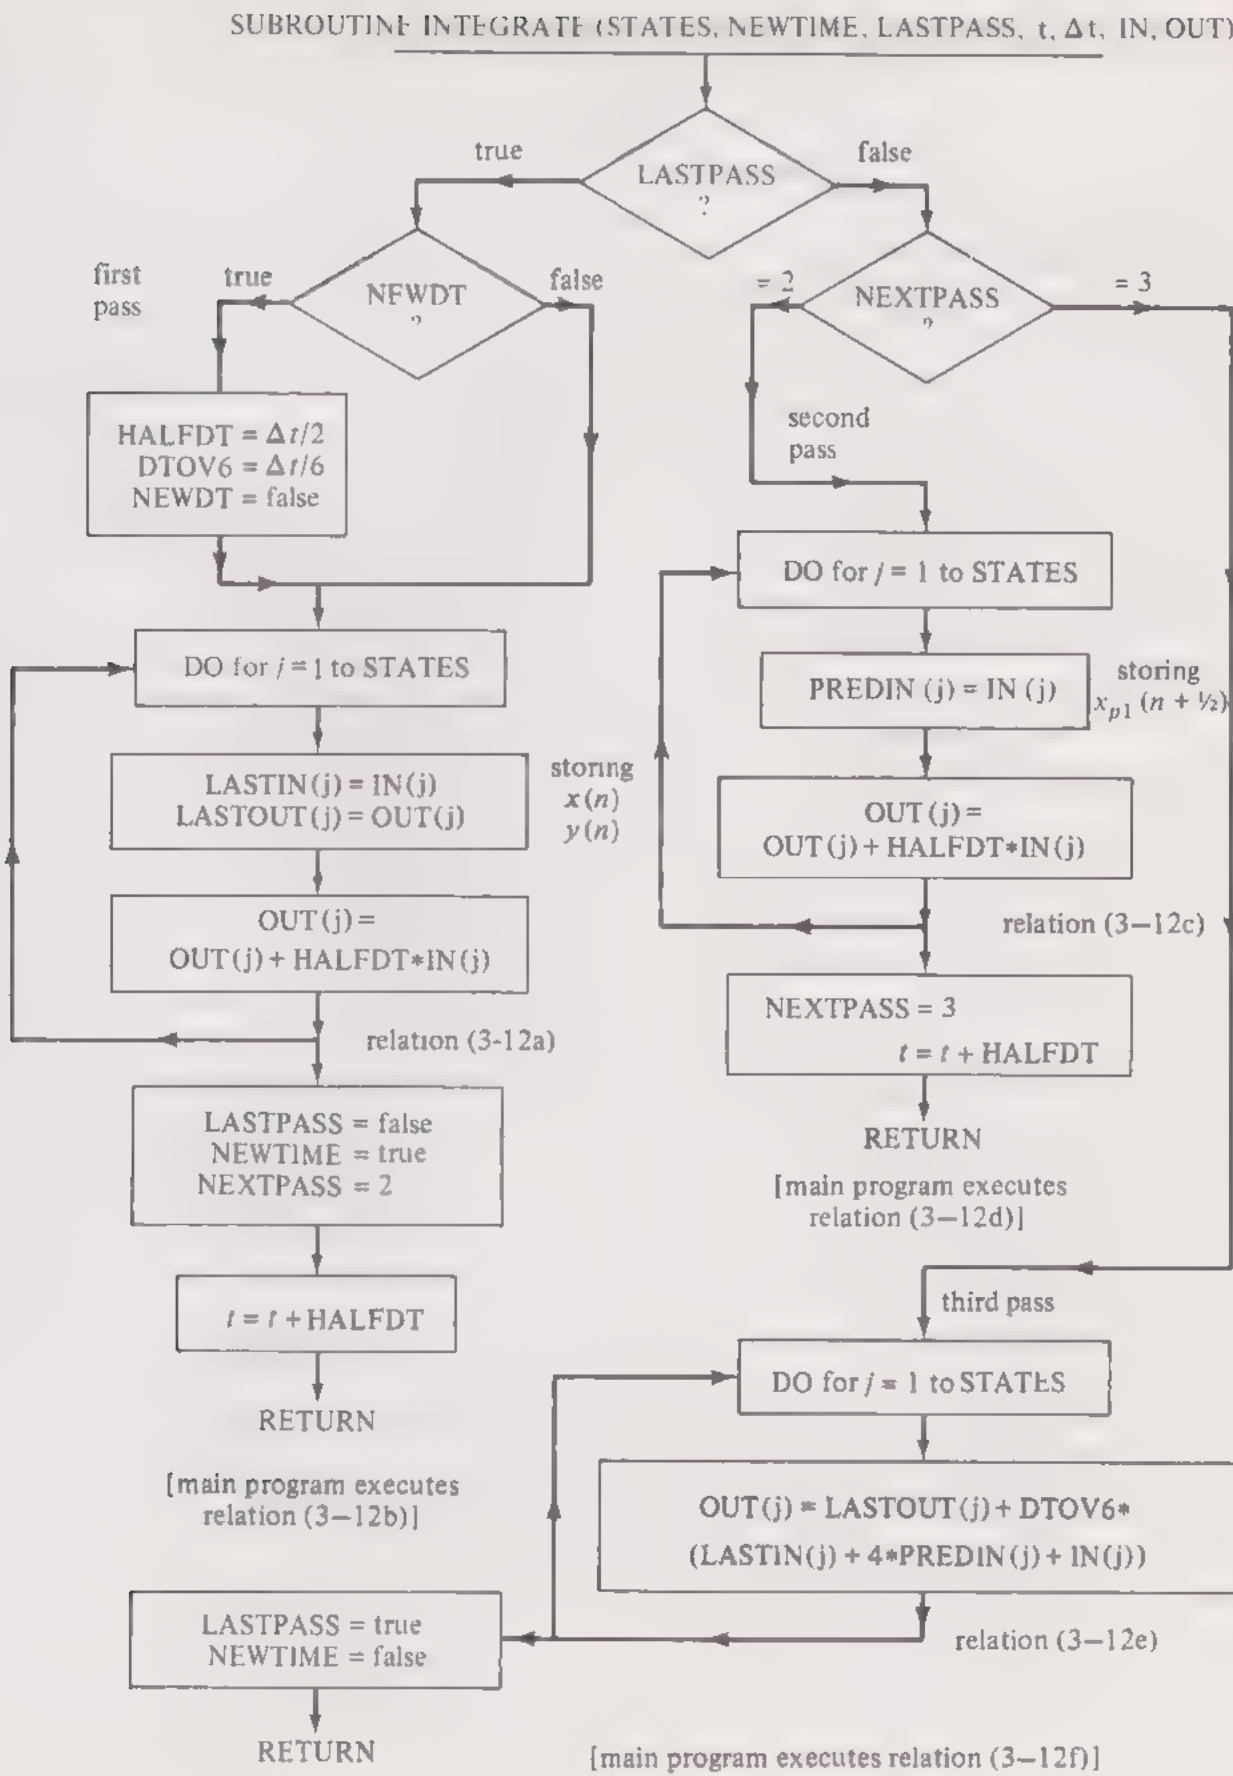 SUBROUTINE INTEGRATE (STATES, NEWTIME, LASTPASS, t, Δt, IN, OUT)
LASTPASS
?
true
false
first
pass
true
NEWDT
?
false
HALFDT = Δt/2
DTOV6 = Δt/6
NEWDT = false
DO for j = 1 to STATES
LASTIN(j) = IN(j)
LASTOUT(j) = OUT(j)
storing
x(n)
y(n)
OUT(j) =
OUT(j) + HALFDT*IN(j)
relation (3-12a)
LASTPASS = false
NEWTIME = true
NEXTPASS = 2
t = t + HALFDT
RETURN
[main program executes
relation (3–12b)]
= 2
NEXTPASS
?
= 3
second
pass
DO for j = 1 to STATES
PREDIN (j) = IN (j)
storing
xp1 (n + ½)
OUT (j) =
OUT(j) + HALFDT*IN(j)
relation (3–12c)
NEXTPASS = 3
t = t + HALFDT
RETURN
[main program executes
relation (3–12d)]
third pass
DO for j = 1 to STATES
OUT(j) = LASTOUT(j) + DTOV6*
(LASTIN(j) + 4*PREDIN(j) + IN(j))
relation (3–12e)
LASTPASS = true
NEWTIME = false
RETURN
[main program executes relation (3–12f)]